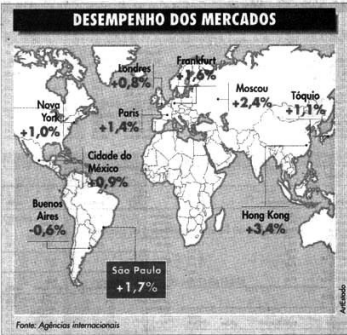 DESEMPENHO DOS MERCADOS
Londres
+0,8%
Frankfurt
+1,6%
Moscou
+2,4%
Tóquio
+1,1%
Nova
York
+1,0%
Paris
+1,4%
Cidade do
México
+0,9%
Buenos
Aires
-0,6%
Hong Kong
+3,4%
São Paulo
+1,7%
Fonte: Agências internacionais
ArtEstado